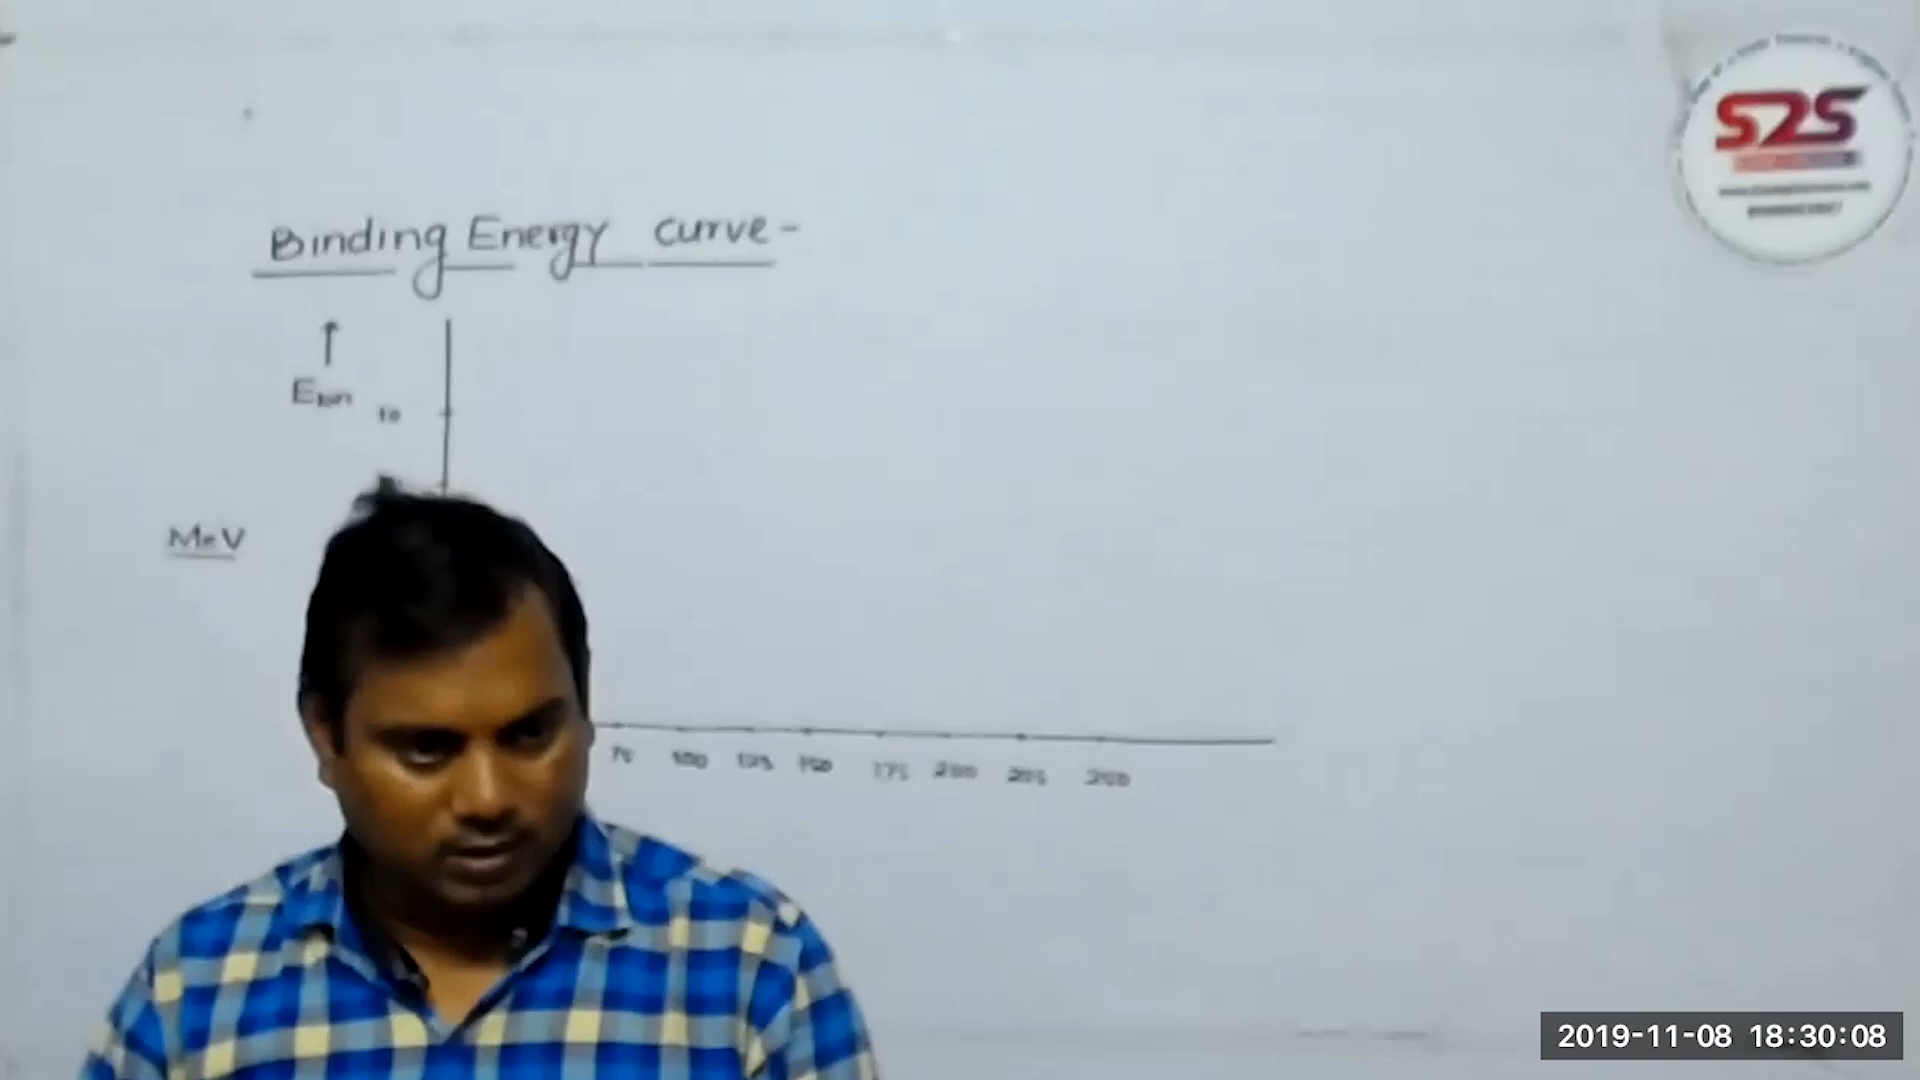 S2S
Binding Energy curve-
↑
Ebn
10
MeV
75 100 125 150 175 200 225 250
2019-11-08 18:30:08